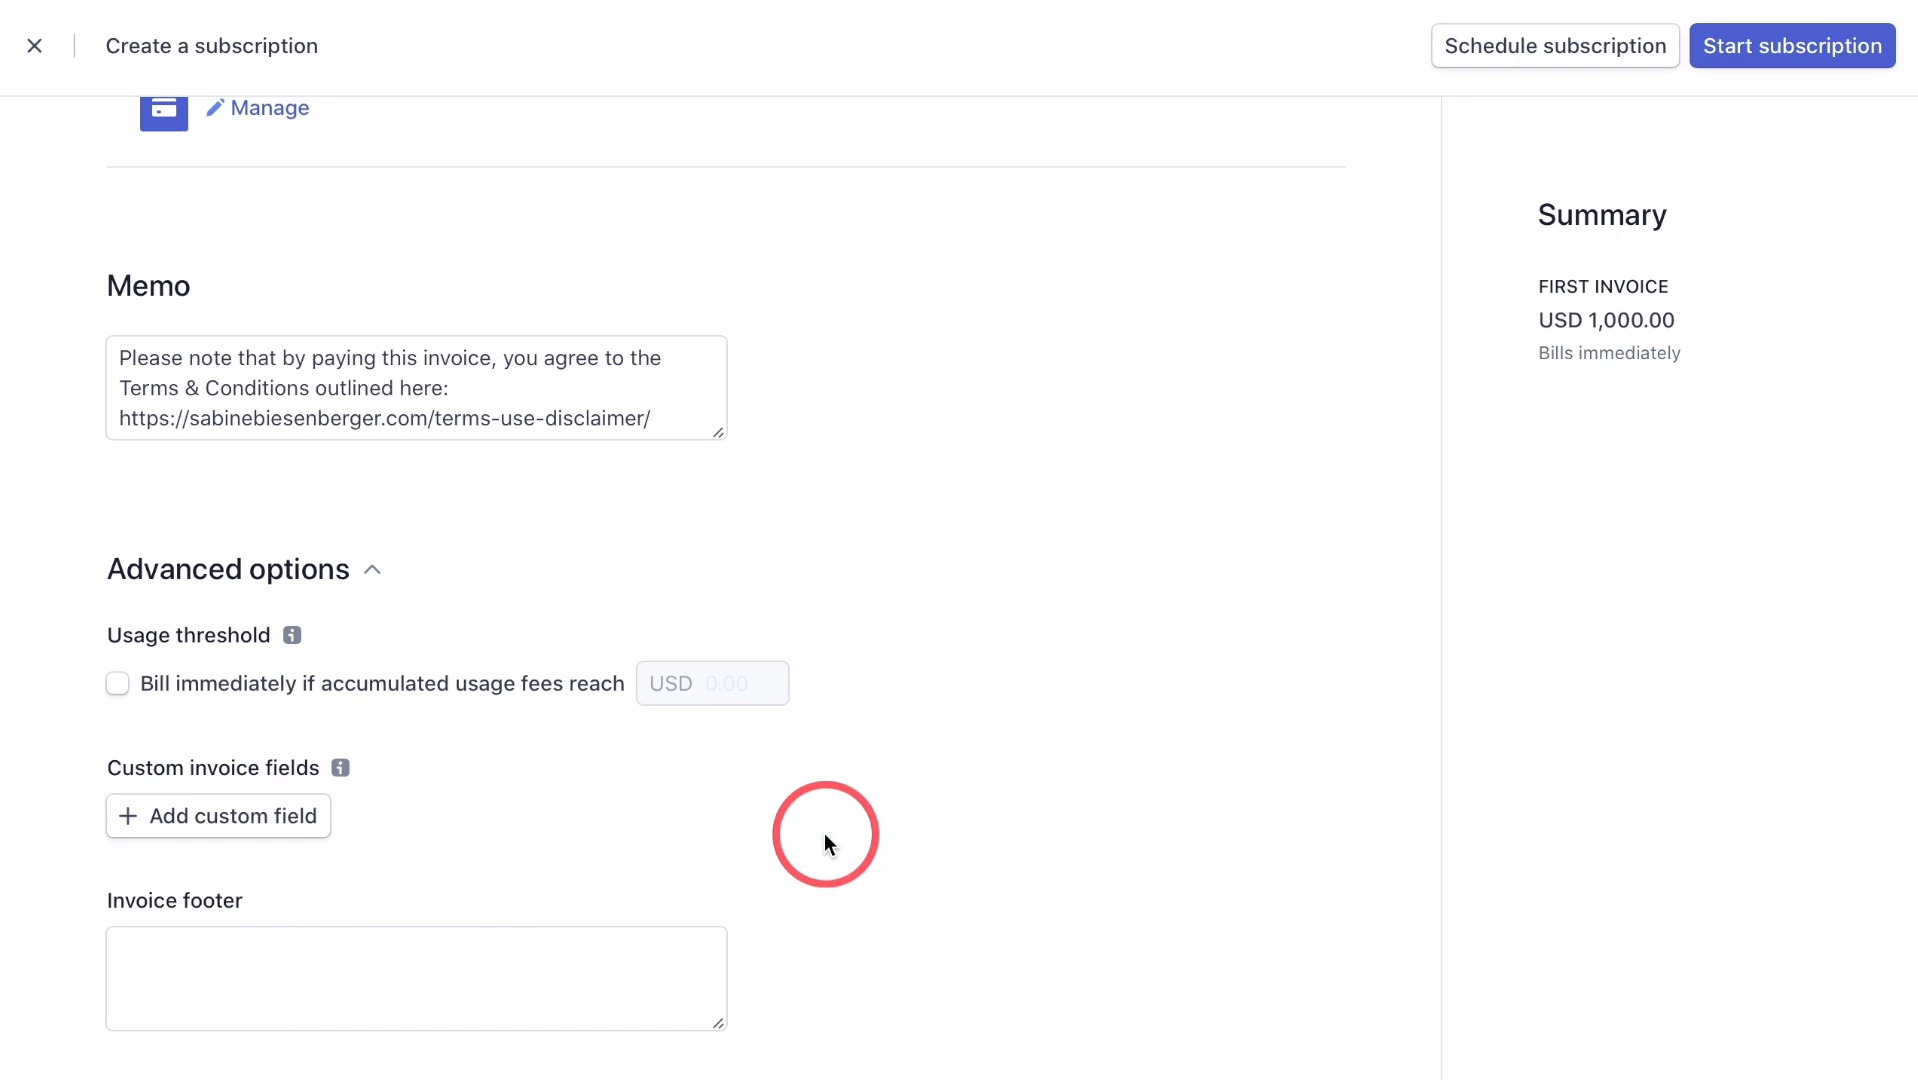 Create a subscription
Schedule subscription
Start subscription
Manage
Summary
FIRST INVOICE
USD 1,000.00
Bills immediately
Memo
Please note that by paying this invoice, you agree to the
Terms & Conditions outlined here:
https://sabinebiesenberger.com/terms-use-disclaimer/
Advanced options
Usage threshold
Bill immediately if accumulated usage fees reach USD 0.00
Custom invoice fields
+ Add custom field
Invoice footer